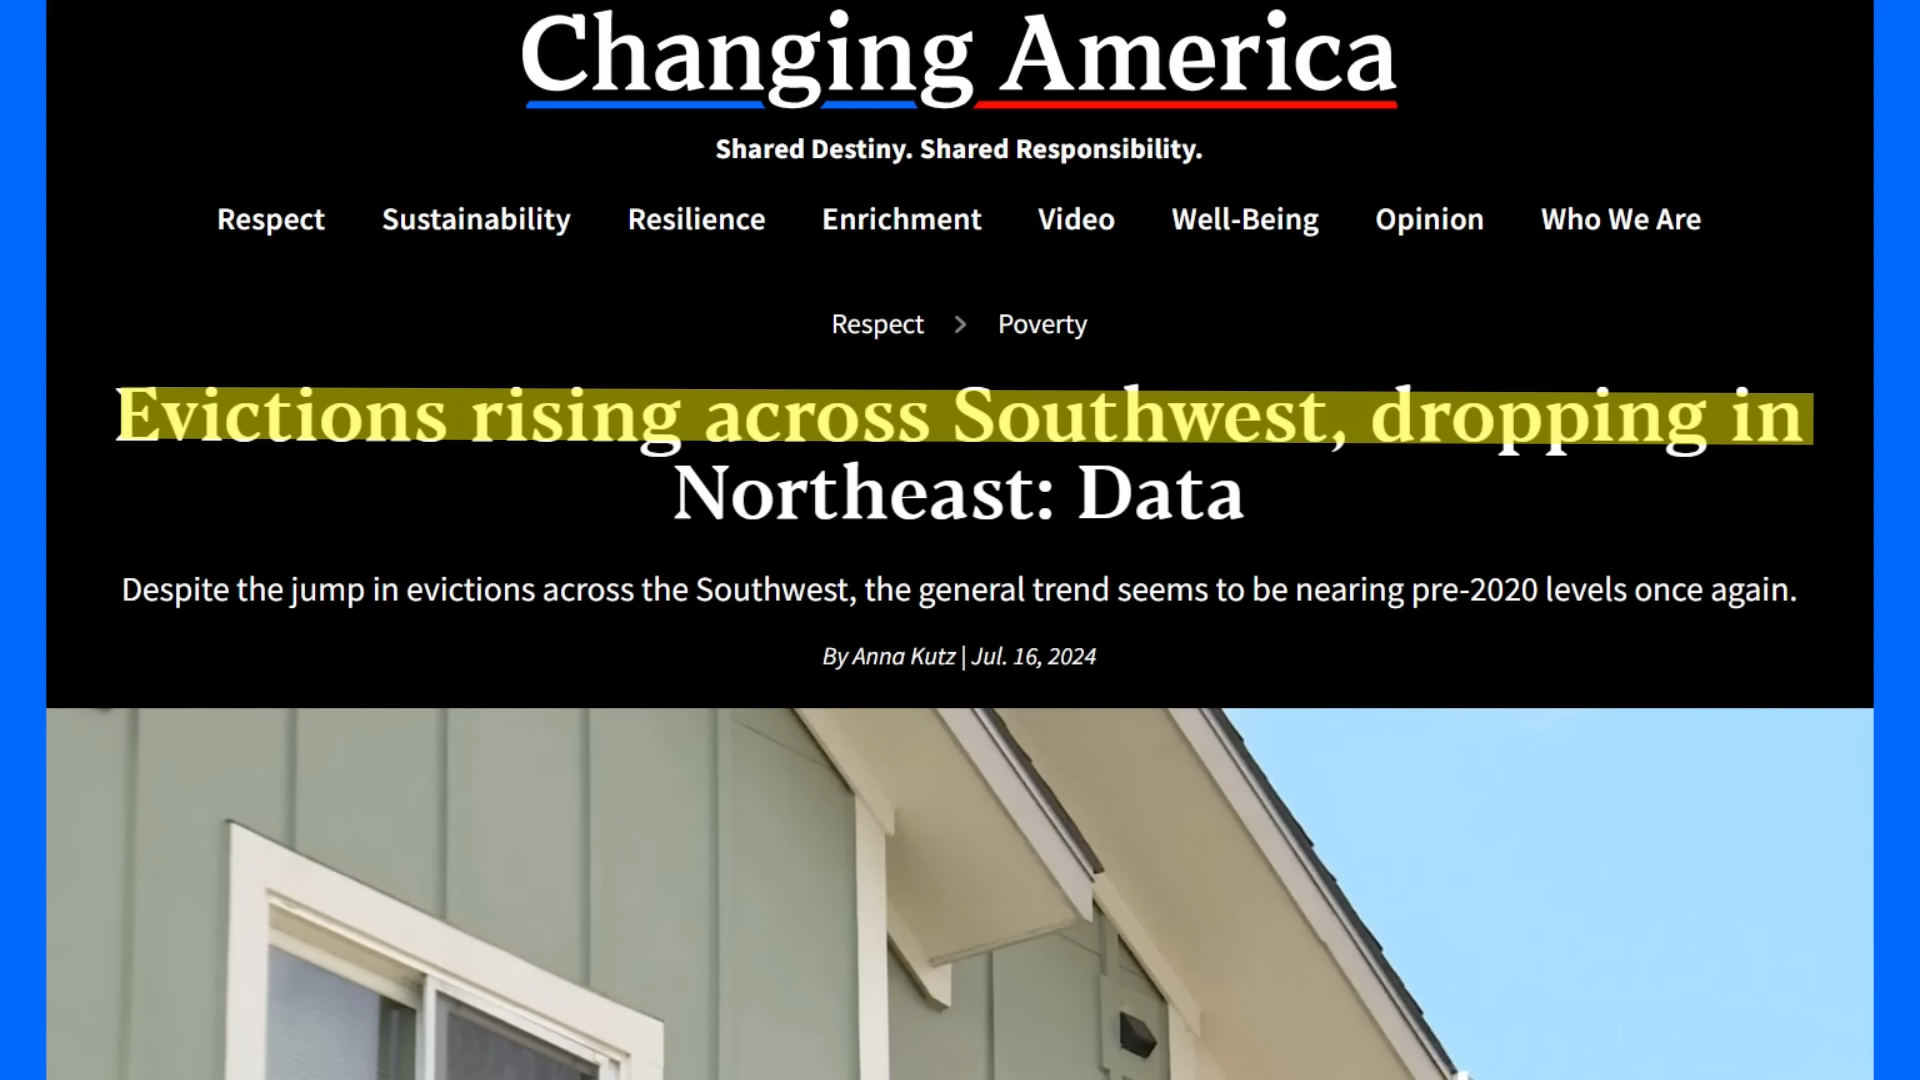 Changing America
Shared Destiny. Shared Responsibility.
Respect Sustainability Resilience Enrichment Video Well-Being Opinion Who We Are
Respect > Poverty
Evictions rising across Southwest, dropping in
Northeast: Data
Despite the jump in evictions across the Southwest, the general trend seems to be nearing pre-2020 levels once again.
By Anna Kutz | Jul. 16, 2024